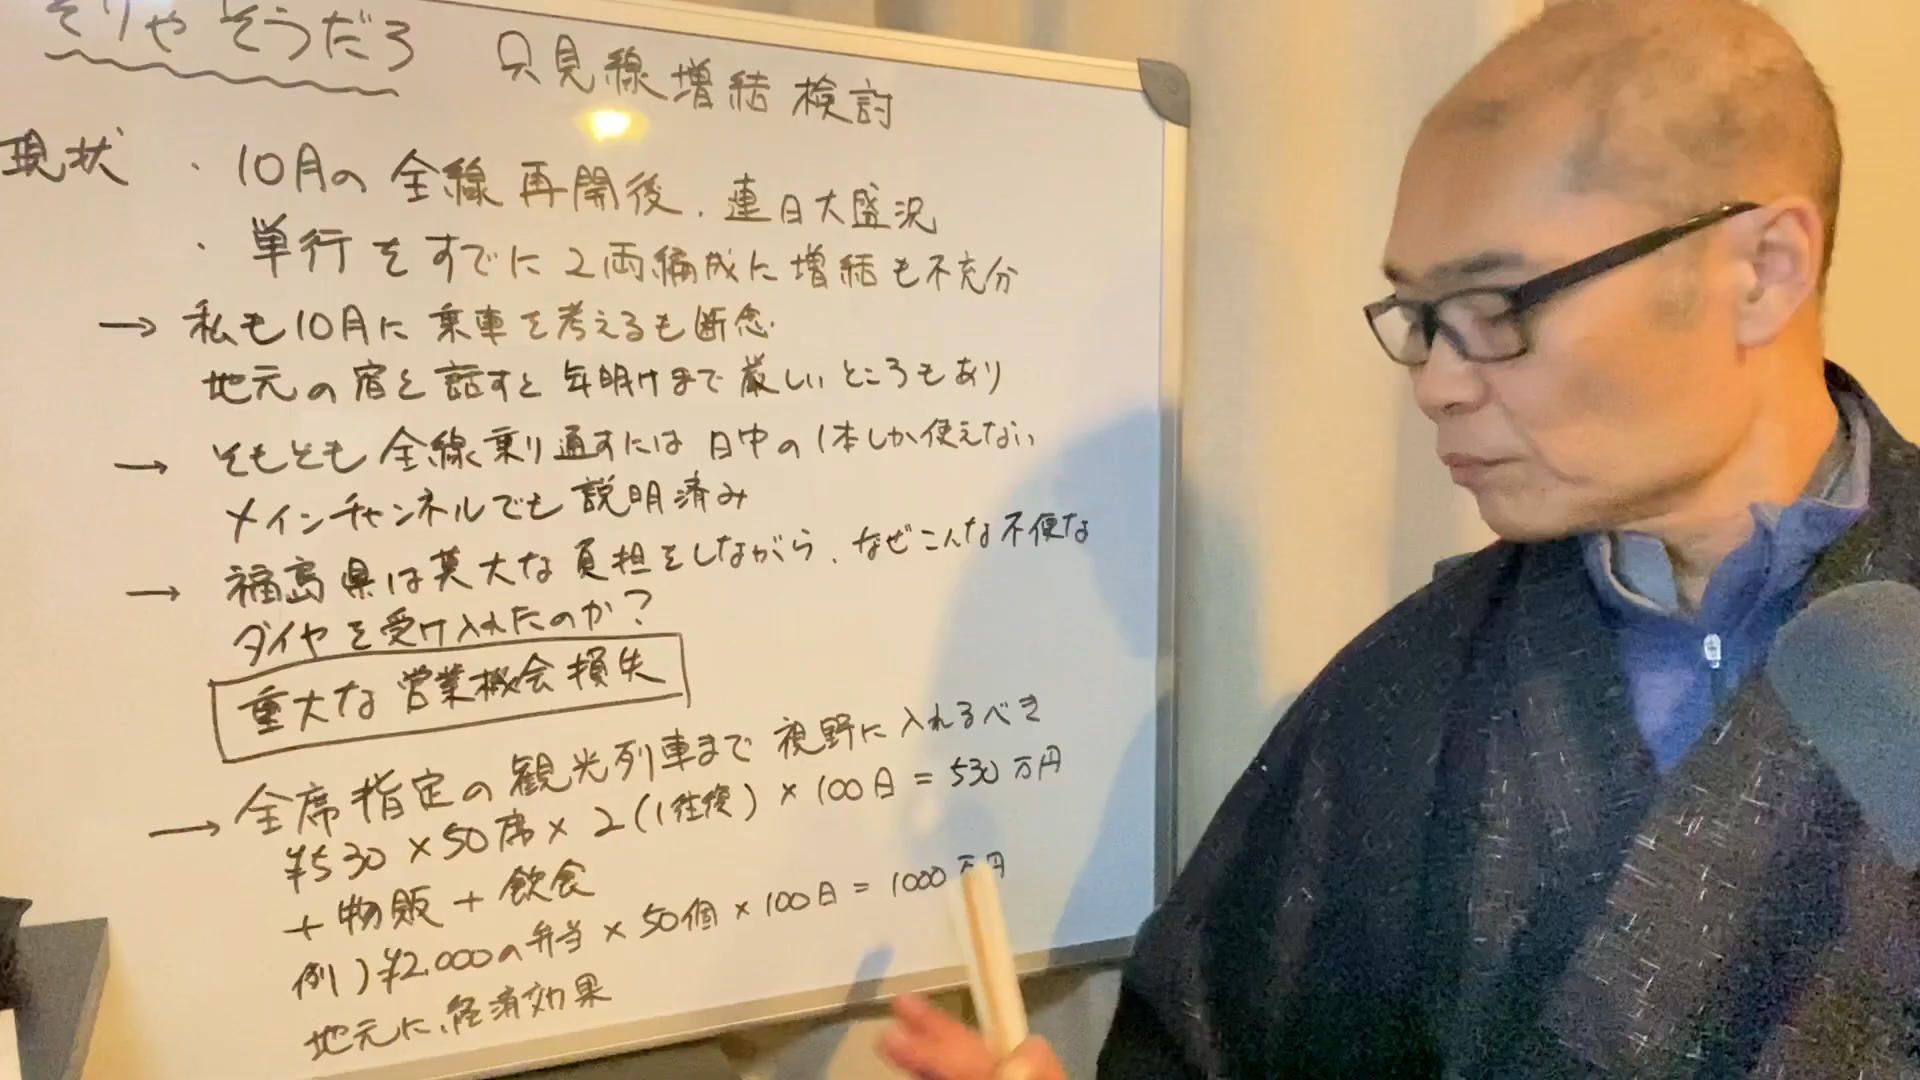 そりゃそうだろ 只見線増結検討
現状 ・10月の全線再開後、連日大盛況
・単行をすでに2両編成に増結も不充分
→ 私も10月に乗車を考えるも断念
地元の宿と話すと年明けまで厳しいところもあり
→ そもそも全線乗り通すには日中の1本しか使えない
メインチャンネルでも説明済み
→ 福島県は莫大な負担をしながら、なぜこんな不便な
ダイヤを受け入れたのか?
重大な営業機会損失
→ 全席指定の観光列車まで視野に入れるべき
¥530×50席×2(1往復)×100日=530万円
+物販+飲食
例)¥2,000の弁当×50個×100日=1000万円
地元に経済効果